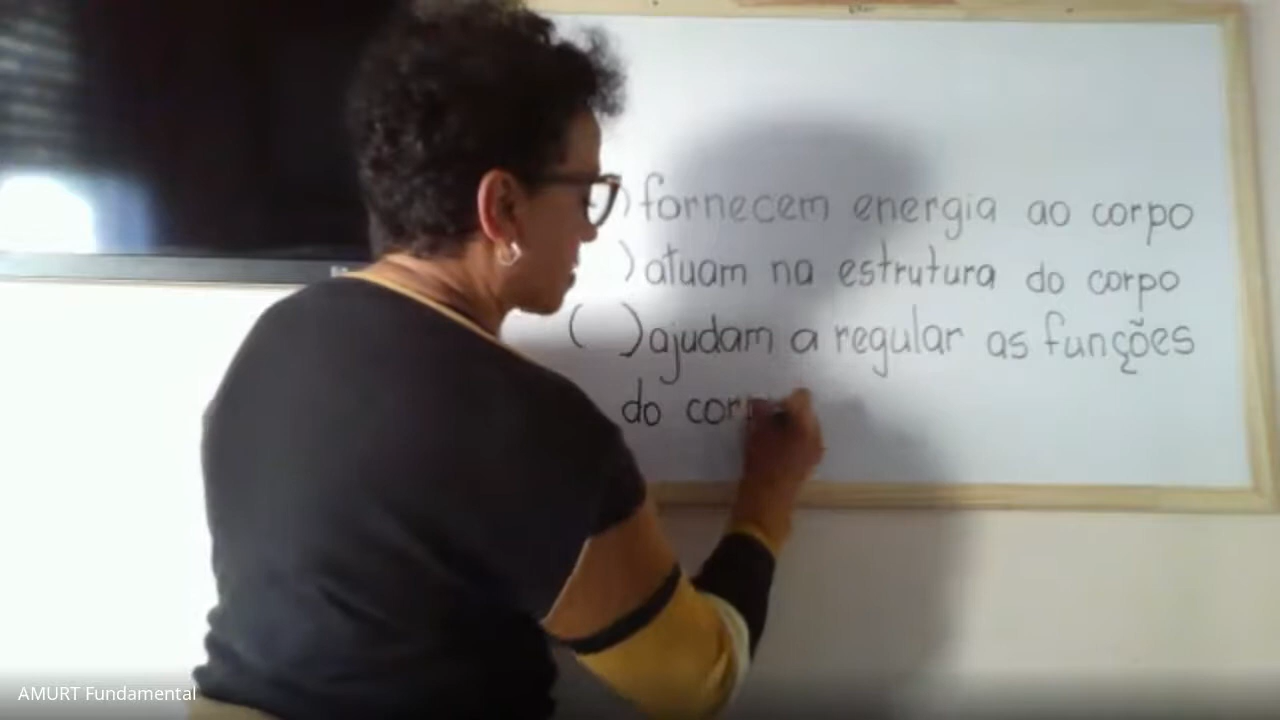 ) fornecem energia ao corpo
) atuam na estrutura do corpo
( ) ajudam a regular as funções
do
AMURT Fundamental